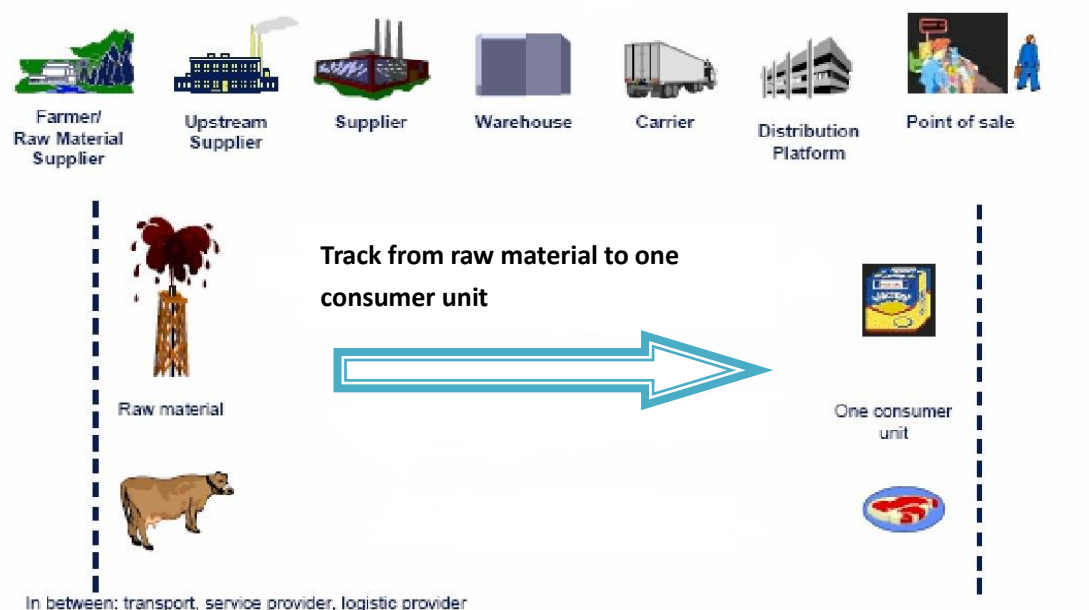 Farmer/
Raw Material
Supplier
Upstream
Supplier
Supplier
Warehouse
Carrier
Distribution
Platform
Point of sale
Track from raw material to one
consumer unit
Raw material
One consumer
unit
In between: transport, service provider, logistic provider